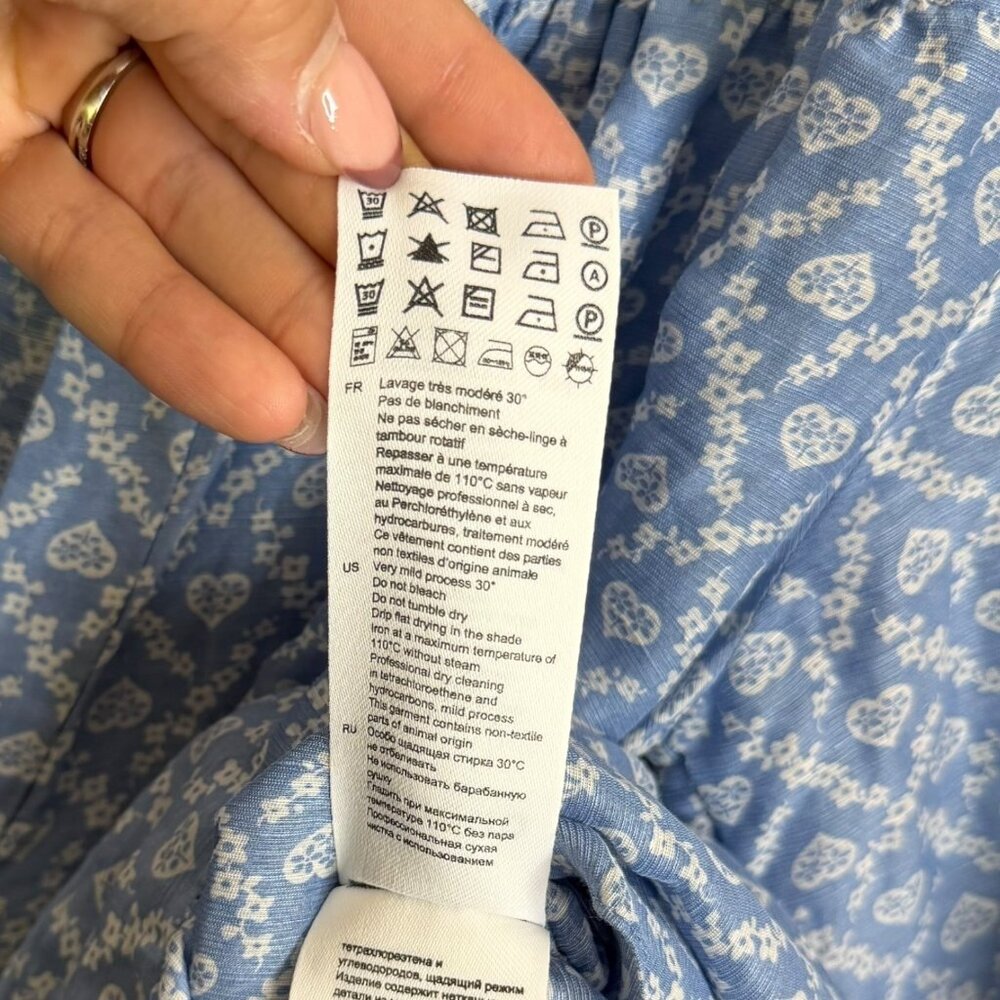 30 P
A
30 P
FR Lavage très modéré 30°
Pas de blanchiment
Ne pas sécher en sèche-linge à
tambour rotatif
Repasser à une température
maximale de 110°C sans vapeur
Nettoyage professionnel à sec,
au Perchloréthylène et aux
hydrocarbures, traitement modéré
Ce vêtement contient des parties
non textiles d'origine animale
US Very mild process 30°
Do not bleach
Do not tumble dry
Drip flat drying in the shade
Iron at a maximum temperature of
110°C without steam
Professional dry cleaning
in tetrachloroethene and
hydrocarbons, mild process
This garment contains non-textile
parts of animal origin
RU Особо щадящая стирка 30°C
не отбеливать
Не использовать барабанную
сушку
Гладить при максимальной
температуре 110°C без пара
Профессиональная сухая
чистка с использованием
тетрахлорэтена и
углеводородов, щадящий режим
Изделие содержит
детали